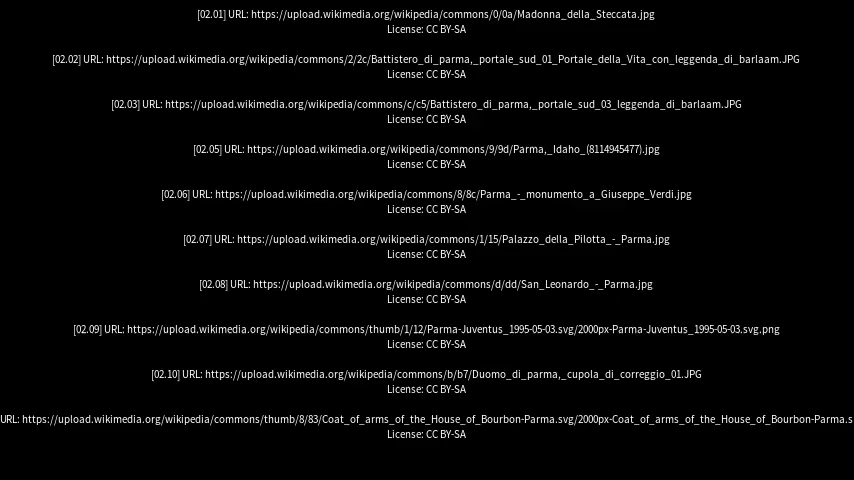 [02.01] URL: https://upload.wikimedia.org/wikipedia/commons/0/0a/Madonna_della_Steccata.jpg
License: CC BY-SA
[02.02] URL: https://upload.wikimedia.org/wikipedia/commons/2/2c/Battistero_di_parma,_portale_sud_01_Portale_della_Vita_con_leggenda_di_barlaam.JPG
License: CC BY-SA
[02.03] URL: https://upload.wikimedia.org/wikipedia/commons/c/c5/Battistero_di_parma,_portale_sud_03_leggenda_di_barlaam.JPG
License: CC BY-SA
[02.05] URL: https://upload.wikimedia.org/wikipedia/commons/9/9d/Parma,_Idaho_(8114945477).jpg
License: CC BY-SA
[02.06] URL: https://upload.wikimedia.org/wikipedia/commons/8/8c/Parma_-_monumento_a_Giuseppe_Verdi.jpg
License: CC BY-SA
[02.07] URL: https://upload.wikimedia.org/wikipedia/commons/1/15/Palazzo_della_Pilotta_-_Parma.jpg
License: CC BY-SA
[02.08] URL: https://upload.wikimedia.org/wikipedia/commons/d/dd/San_Leonardo_-_Parma.jpg
License: CC BY-SA
[02.09] URL: https://upload.wikimedia.org/wikipedia/commons/thumb/1/12/Parma-Juventus_1995-05-03.svg/2000px-Parma-Juventus_1995-05-03.svg.png
License: CC BY-SA
[02.10] URL: https://upload.wikimedia.org/wikipedia/commons/b/b7/Duomo_di_parma,_cupola_di_correggio_01.JPG
License: CC BY-SA
URL: https://upload.wikimedia.org/wikipedia/commons/thumb/8/83/Coat_of_arms_of_the_House_of_Bourbon-Parma.svg/2000px-Coat_of_arms_of_the_House_of_Bourbon-Parma.s
License: CC BY-SA